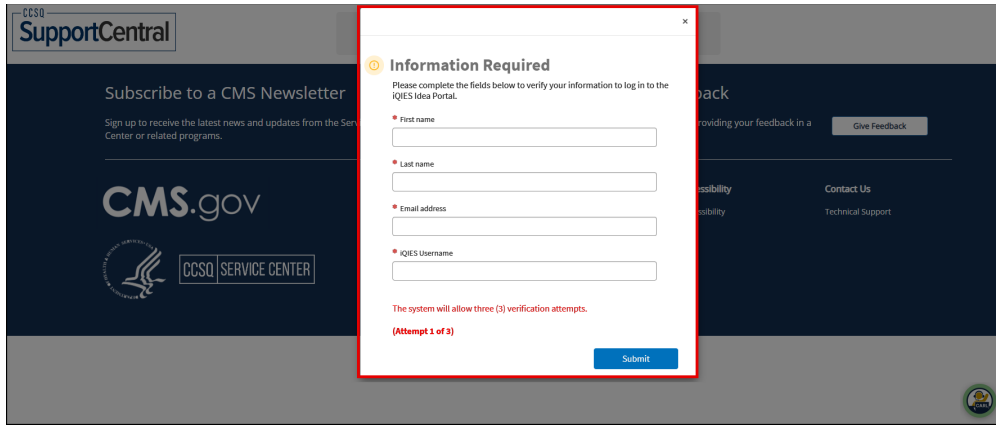 CCSQ
SupportCentral
×
Information Required
Please complete the fields below to verify your information to log in to the
iQIES Idea Portal.
* First name
* Last name
* Email address
* iQIES Username
The system will allow three (3) verification attempts.
(Attempt 1 of 3)
Submit
Subscribe to a CMS Newsletter
Sign up to receive the latest news and updates from the Serv
Center or related programs.
back
roviding your feedback in a
Give Feedback
CMS.gov
CCSQ SERVICE CENTER
essibility
ssibility
Contact Us
Technical Support